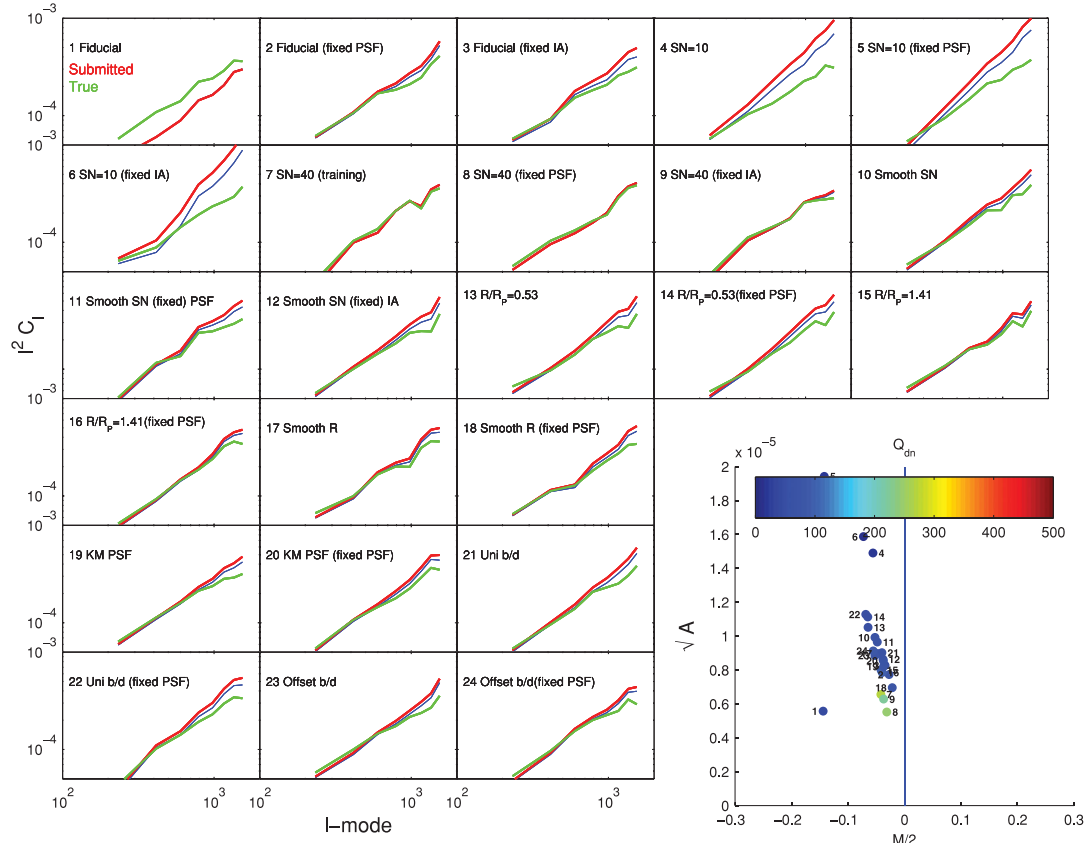 10^-3
1 Fiducial
Submitted
True
10^-4
10^-3
2 Fiducial (fixed PSF)
3 Fiducial (fixed IA)
4 SN=10
5 SN=10 (fixed PSF)
6 SN=10 (fixed IA)
10^-4
7 SN=40 (training)
8 SN=40 (fixed PSF)
9 SN=40 (fixed IA)
10 Smooth SN
11 Smooth SN (fixed) PSF
12 Smooth SN (fixed) IA
13 R/R_p=0.53
14 R/R_p=0.53(fixed PSF)
15 R/R_p=1.41
l^2 C_l
10^-3
16 R/R_p=1.41(fixed PSF)
10^-4
10^-3
17 Smooth R
18 Smooth R (fixed PSF)
19 KM PSF
10^-4
10^-3
20 KM PSF (fixed PSF)
21 Uni b/d
22 Uni b/d (fixed PSF)
10^-4
23 Offset b/d
24 Offset b/d(fixed PSF)
10^2
10^3
10^2
10^3
10^2
10^3
l-mode
x 10^-5
Q_dn
2
1.8
1.6
1.4
1.2
1
0.8
0.6
0.4
0.2
0
0 100 200 300 400 500
5
6
4
22
14
13
10
11
21
12
15
16
18
9
8
1
√A
-0.3 -0.2 -0.1 0 0.1 0.2 0.3
M/2